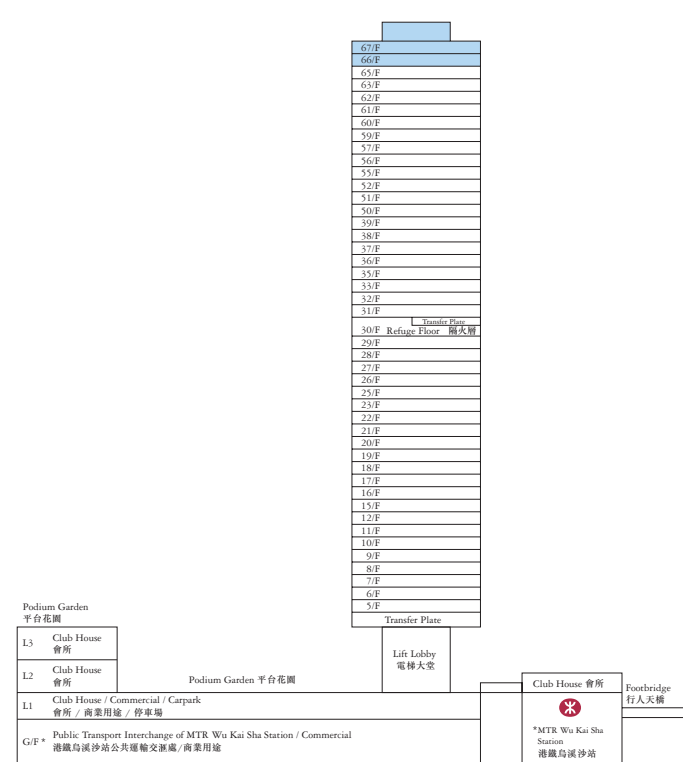 67/F
66/F
65/F
63/F
62/F
61/F
60/F
59/F
57/F
56/F
55/F
52/F
51/F
50/F
39/F
38/F
37/F
36/F
35/F
33/F
32/F
31/F
Transfer Plate
30/F Refuge Floor 隔火層
29/F
28/F
27/F
26/F
25/F
23/F
22/F
21/F
20/F
19/F
18/F
17/F
16/F
15/F
12/F
11/F
10/F
9/F
8/F
7/F
6/F
5/F
Transfer Plate
Podium Garden
平台花園
L3 Club House
會所
Lift Lobby
電梯大堂
L2 Club House
會所
Podium Garden 平台花園
Club House 會所
Footbridge
行人天橋
L1 Club House / Commercial / Carpark
會所 / 商業用途 / 停車場
G/F * Public Transport Interchange of MTR Wu Kai Sha Station / Commercial
港鐵烏溪沙站公共運輸交滙處/商業用途
*MTR Wu Kai Sha
Station
港鐵烏溪沙站